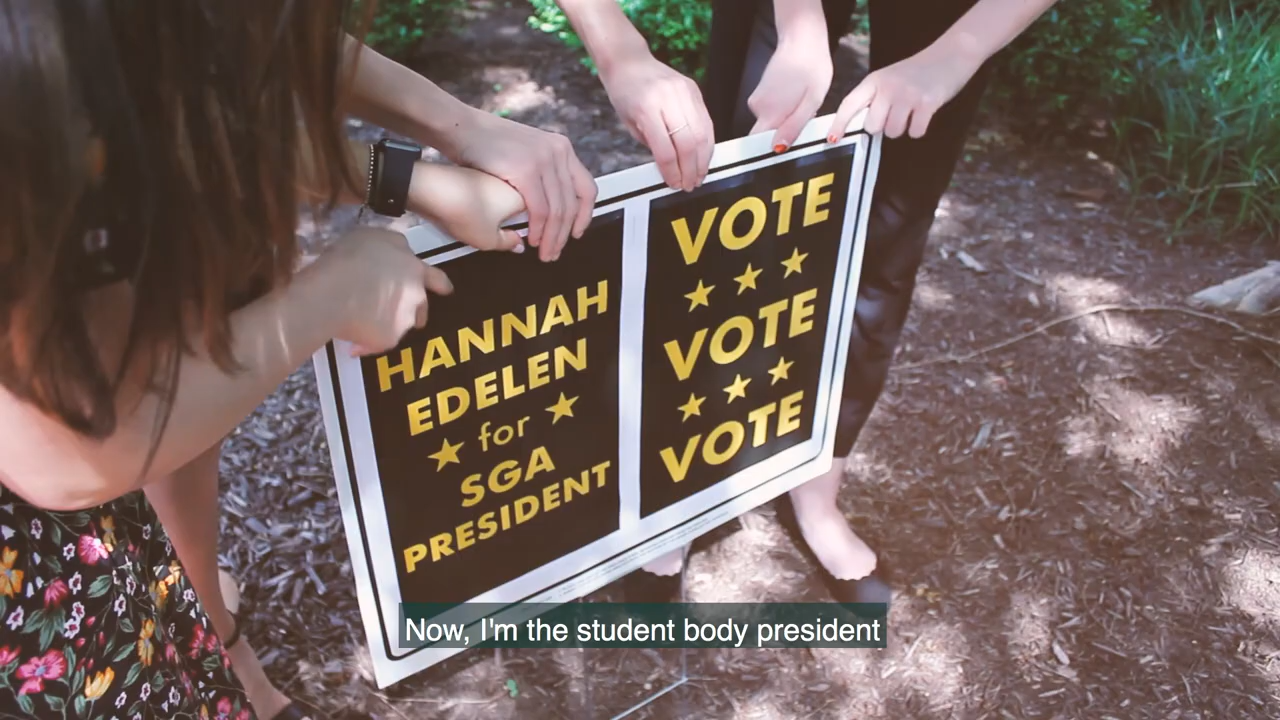 HANNAH
EDELEN
for
SGA
PRESIDENT
VOTE
VOTE
VOTE
Now, I'm the student body president